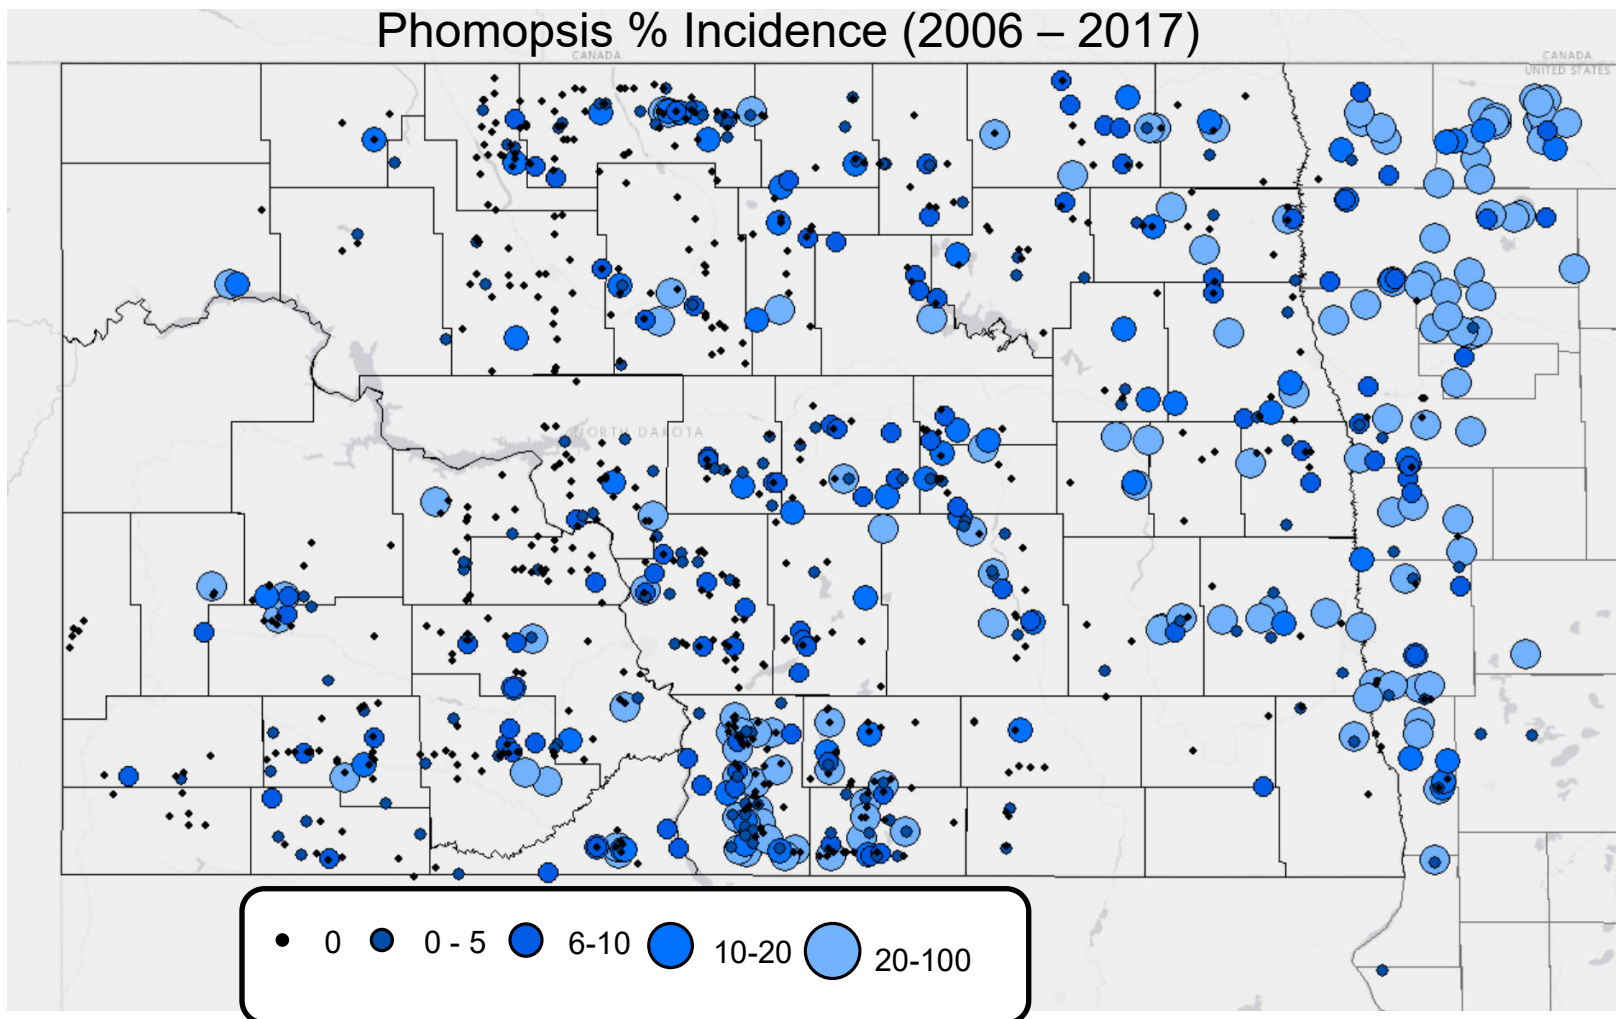 Phomopsis % Incidence (2006 – 2017)
CANADA
CANADA
UNITED STATES
NORTH DAKOTA
0
0 - 5
6-10
10-20
20-100